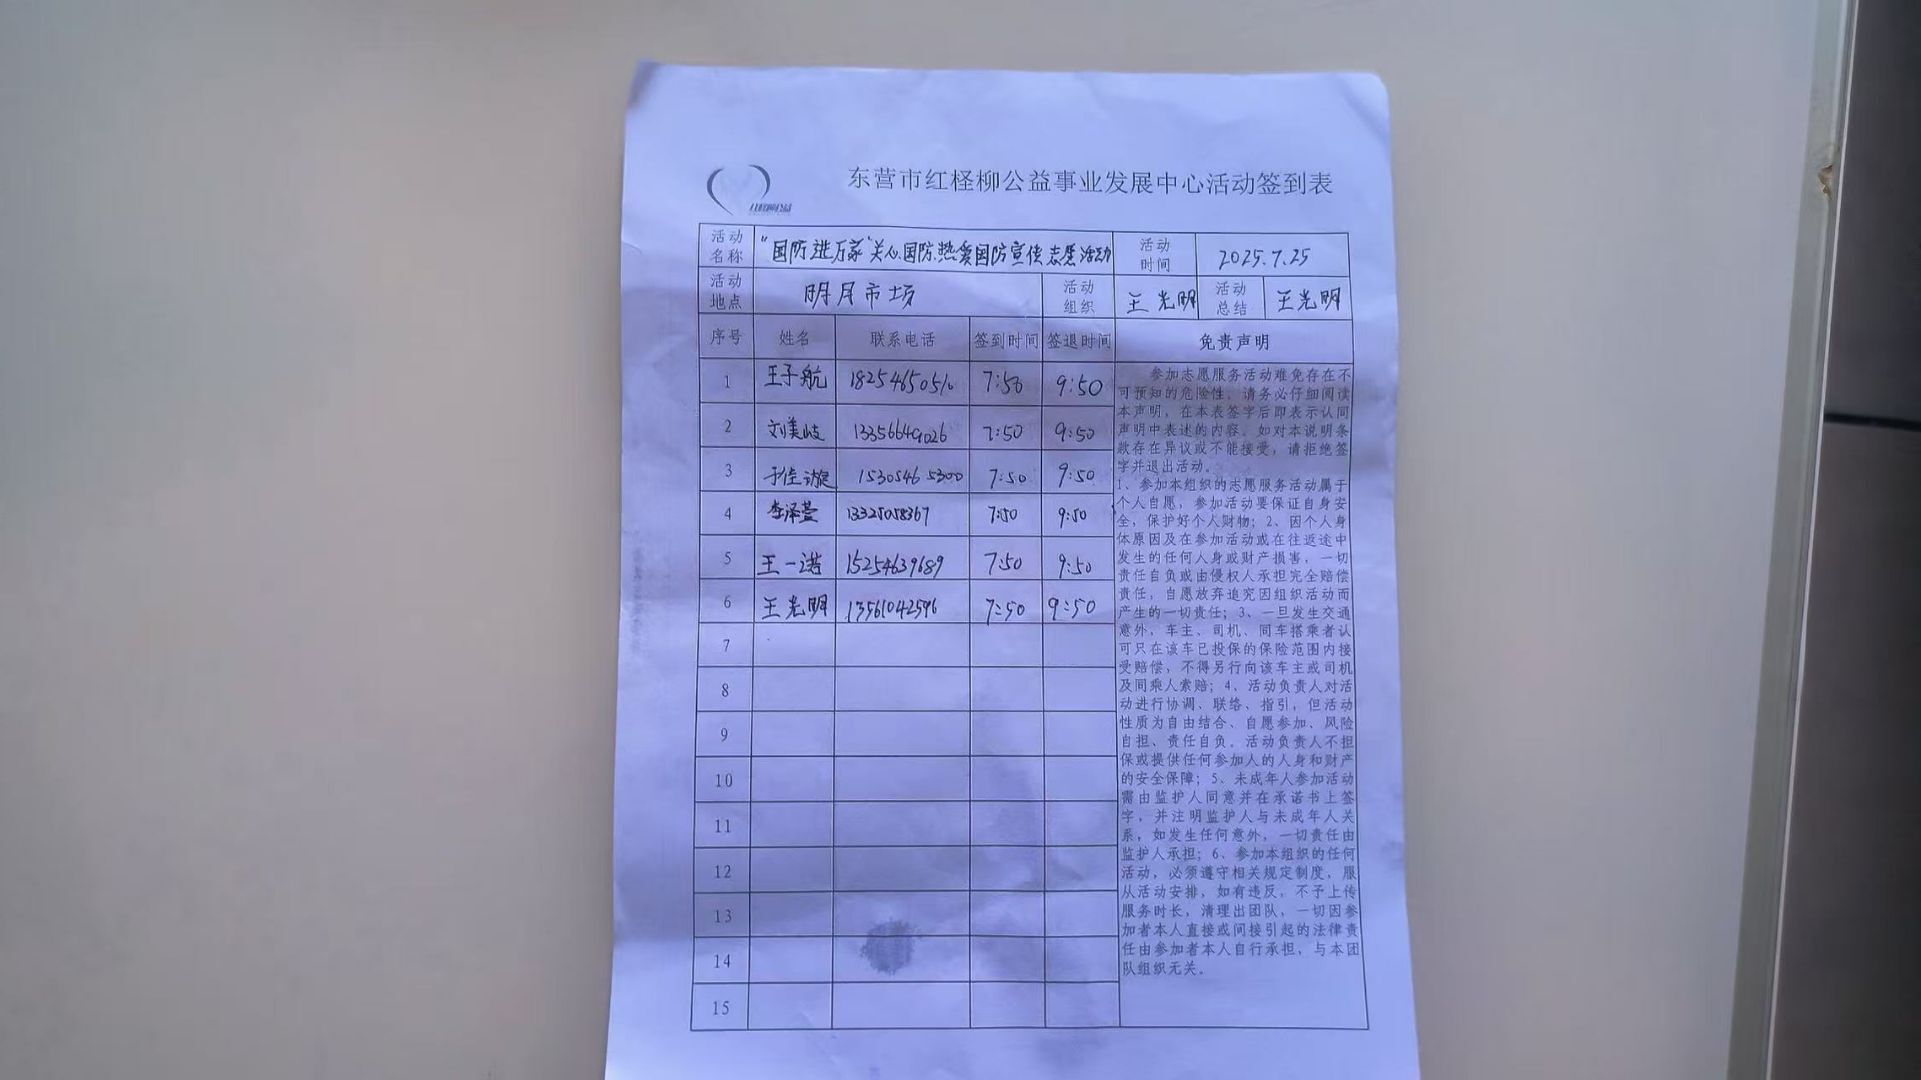 东营市红柽柳公益事业发展中心活动签到表
活动名称 “国防进万家”关心国防、热爱国防宣传志愿活动 活动时间 2025.7.25
活动地点 明月市场 活动组织 王光明 活动总结 王光明
序号 姓名 联系电话 签到时间 签退时间 免责声明
1 王子航 1825465051 7:50 9:50
2 刘美岐 13356649026 7:50 9:50
3 于佳漩 15305465300 7:50 9:50
4 李泽萱 13325058367 7:50 9:50
5 王一诺 15254639689 7:50 9:50
6 王光明 13561042596 7:50 9:50
7
8
9
10
11
12
13
14
15
参加志愿服务活动难免存在不
可预知的危险性，请务必仔细阅读
本声明，在本表签字后即表示认同
声明中表述的内容。如对本说明条
款存在异议或不能接受，请拒绝签
字并退出活动。
1、参加本组织的志愿服务活动属于
个人自愿，参加活动要保证自身安
全，保护好个人财物；2、因个人身
体原因及在参加活动或在往返途中
发生的任何人身或财产损害，一切
责任自负或由侵权人承担完全赔偿
责任，自愿放弃追究因组织活动而
产生的一切责任；3、一旦发生交通
意外，车主、司机、同车搭乘者认
可只在该车已投保的保险范围内接
受赔偿，不得另行向该车主或司机
及同乘人索赔；4、活动负责人对活
动进行协调、联络、指引，但活动
性质为自由结合、自愿参加、风险
自担、责任自负。活动负责人不担
保或提供任何参加人的人身和财产
的安全保障；5、未成年人参加活动
需由监护人同意并在承诺书上签
字，并注明监护人与未成年人关
系，如发生任何意外，一切责任由
监护人承担；6、参加本组织的任何
活动，必须遵守相关规定制度，服
从活动安排，如有违反，不予上传
服务时长，清理出团队，一切因参
加者本人直接或间接引起的法律责
任由参加者本人自行承担，与本团
队组织无关。